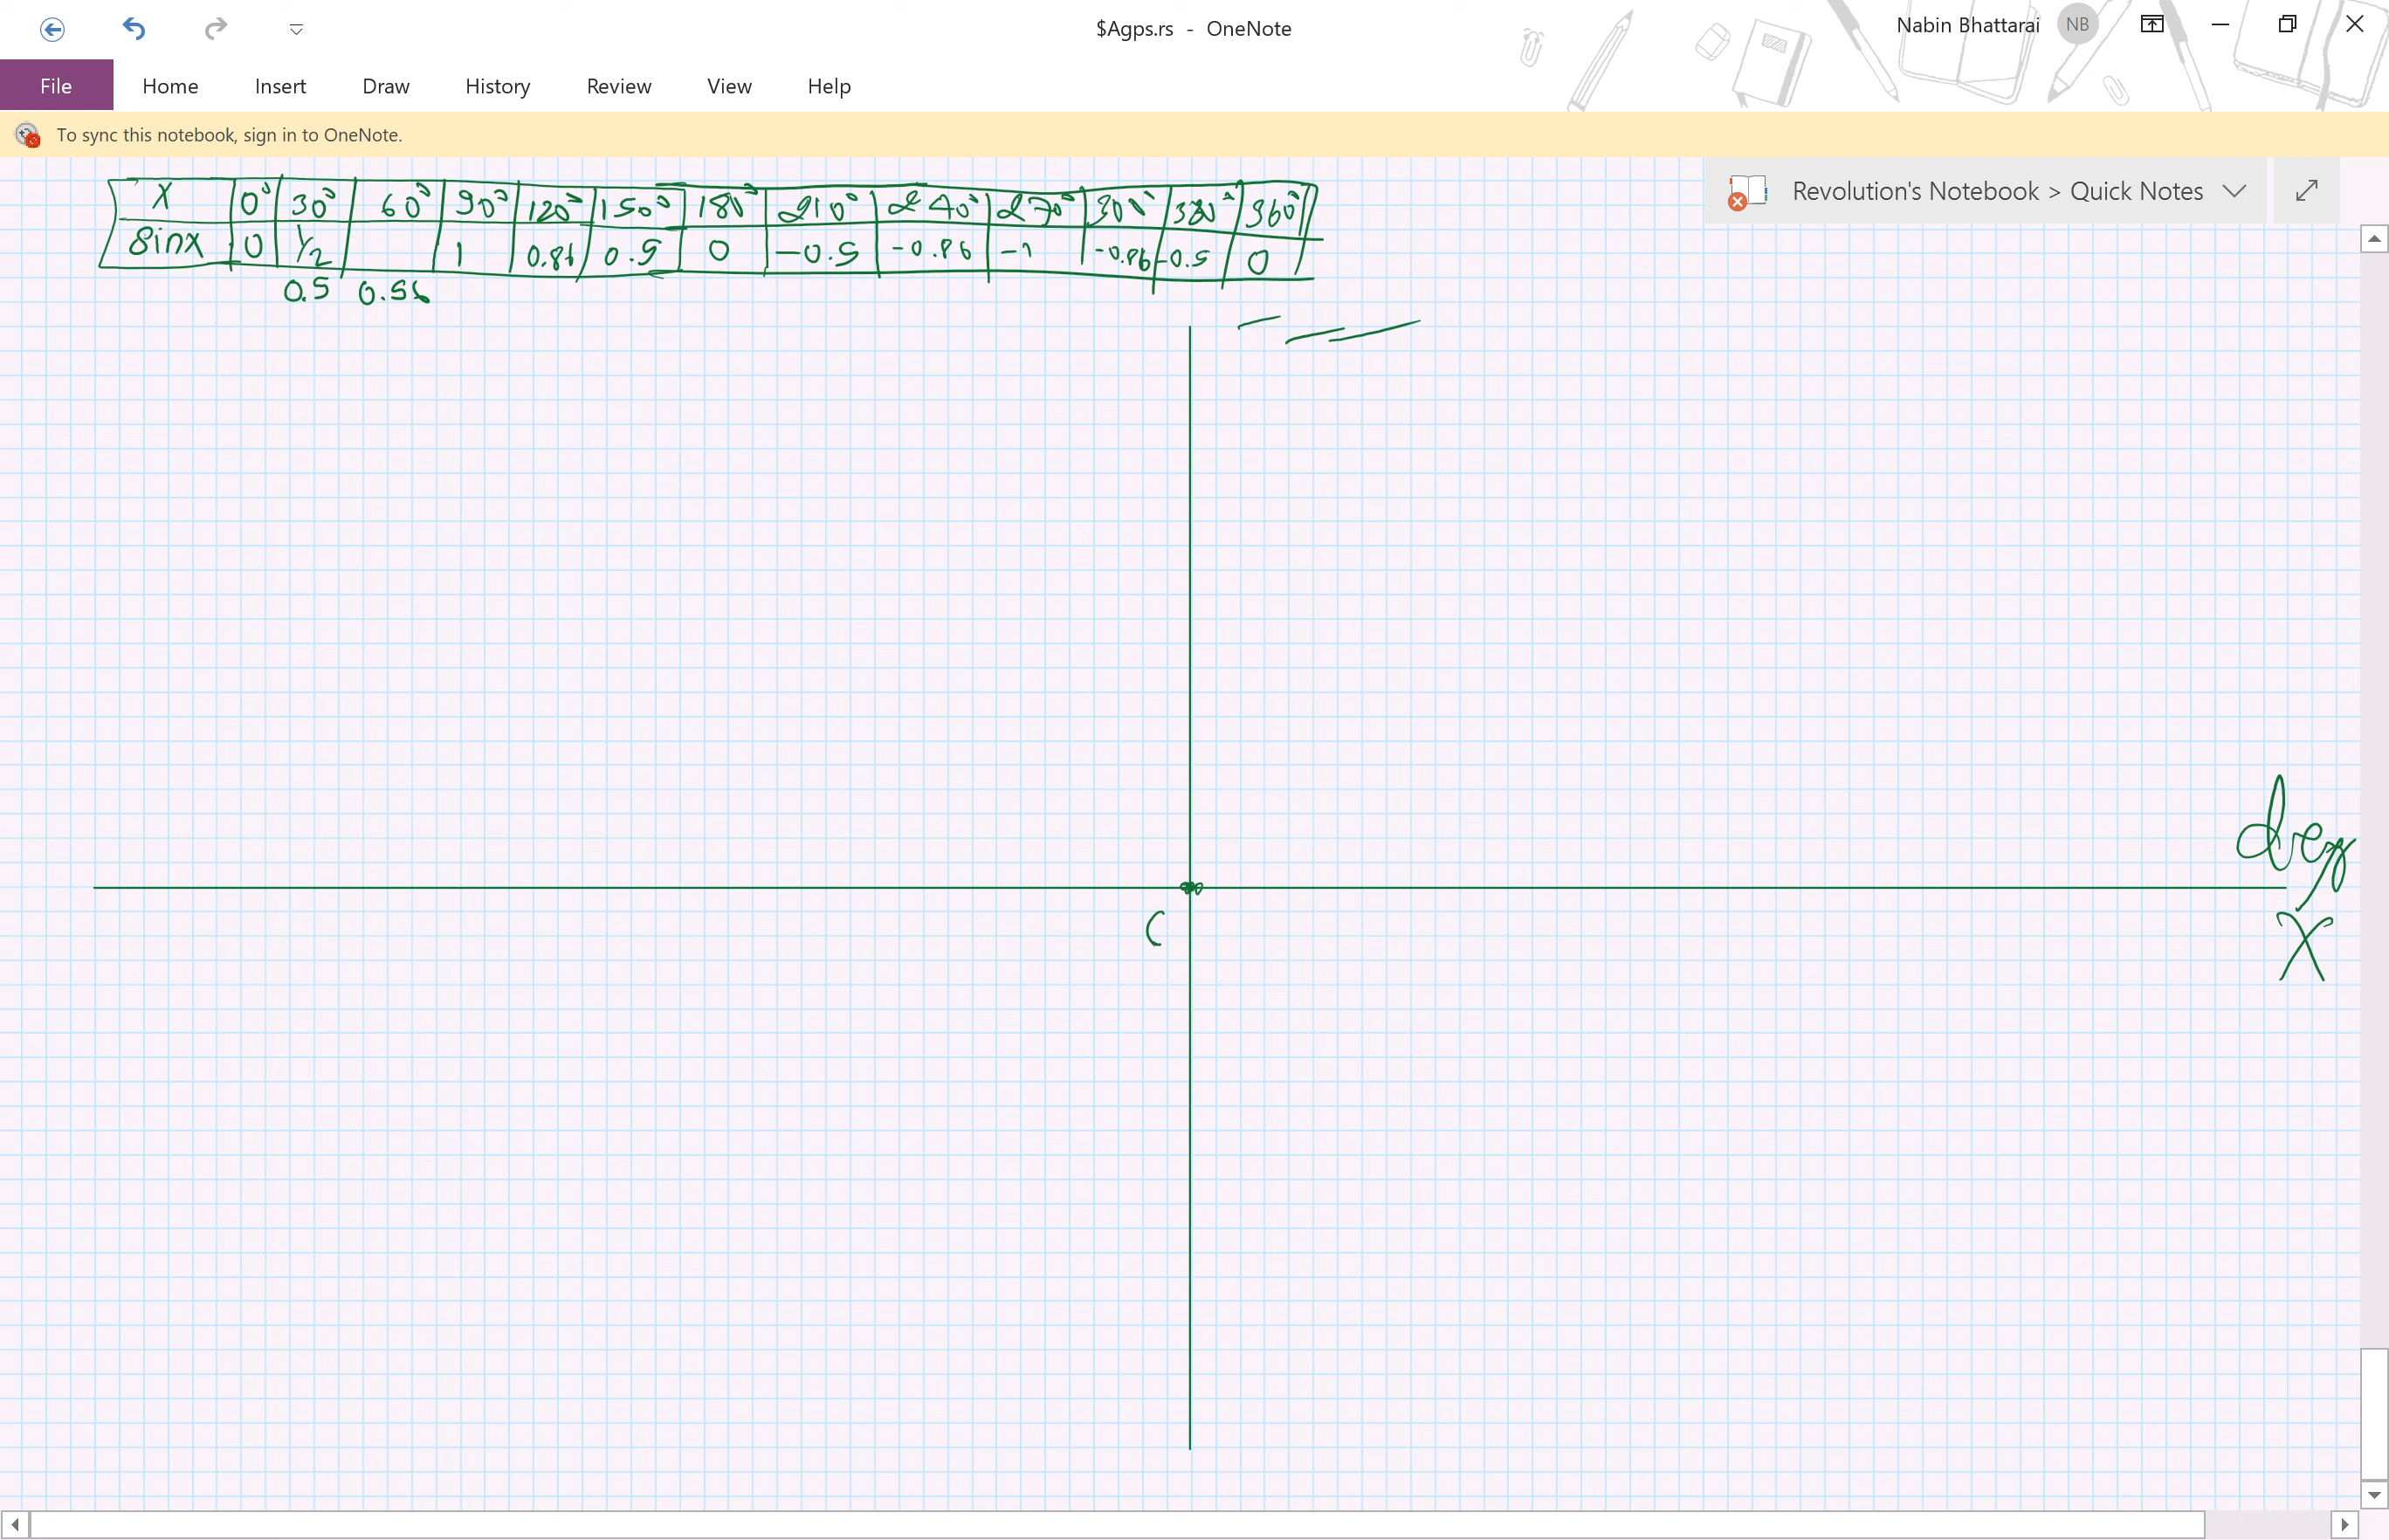 $Agps.rs - OneNote
Nabin Bhattarai NB
File Home Insert Draw History Review View Help
To sync this notebook, sign in to OneNote.
Revolution's Notebook > Quick Notes
X 0° 30° 60° 90° 120° 150° 180° 210° 240° 270° 300° 330° 360°
Sinx 0 1/2 1 0.86 0.5 0 -0.5 -0.86 -1 -0.86 -0.5 0
0.5 0.56
deg
X